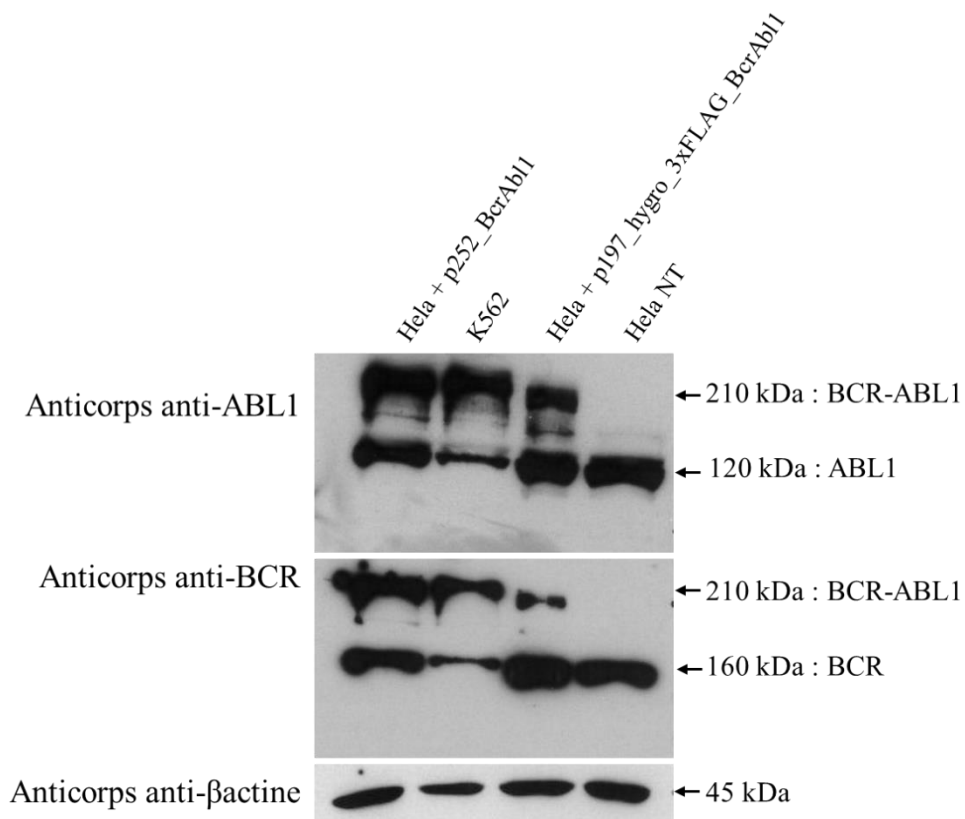 Hela + p252_BcrAbl1
K562
Hela + p197_hygro_3xFLAG_BcrAbl1
Hela NT
Anticorps anti-ABL1
210 kDa : BCR-ABL1
120 kDa : ABL1
Anticorps anti-BCR
210 kDa : BCR-ABL1
160 kDa : BCR
Anticorps anti-βactine
45 kDa